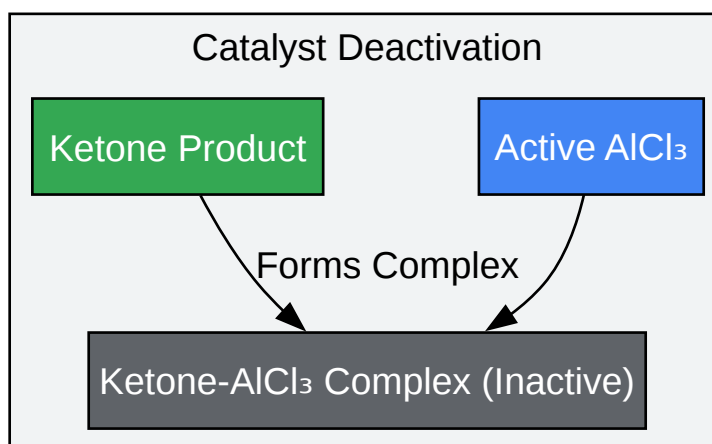 Catalyst Deactivation
Ketone Product
Active AlCl₃
Forms Complex
Ketone-AlCl₃ Complex (Inactive)